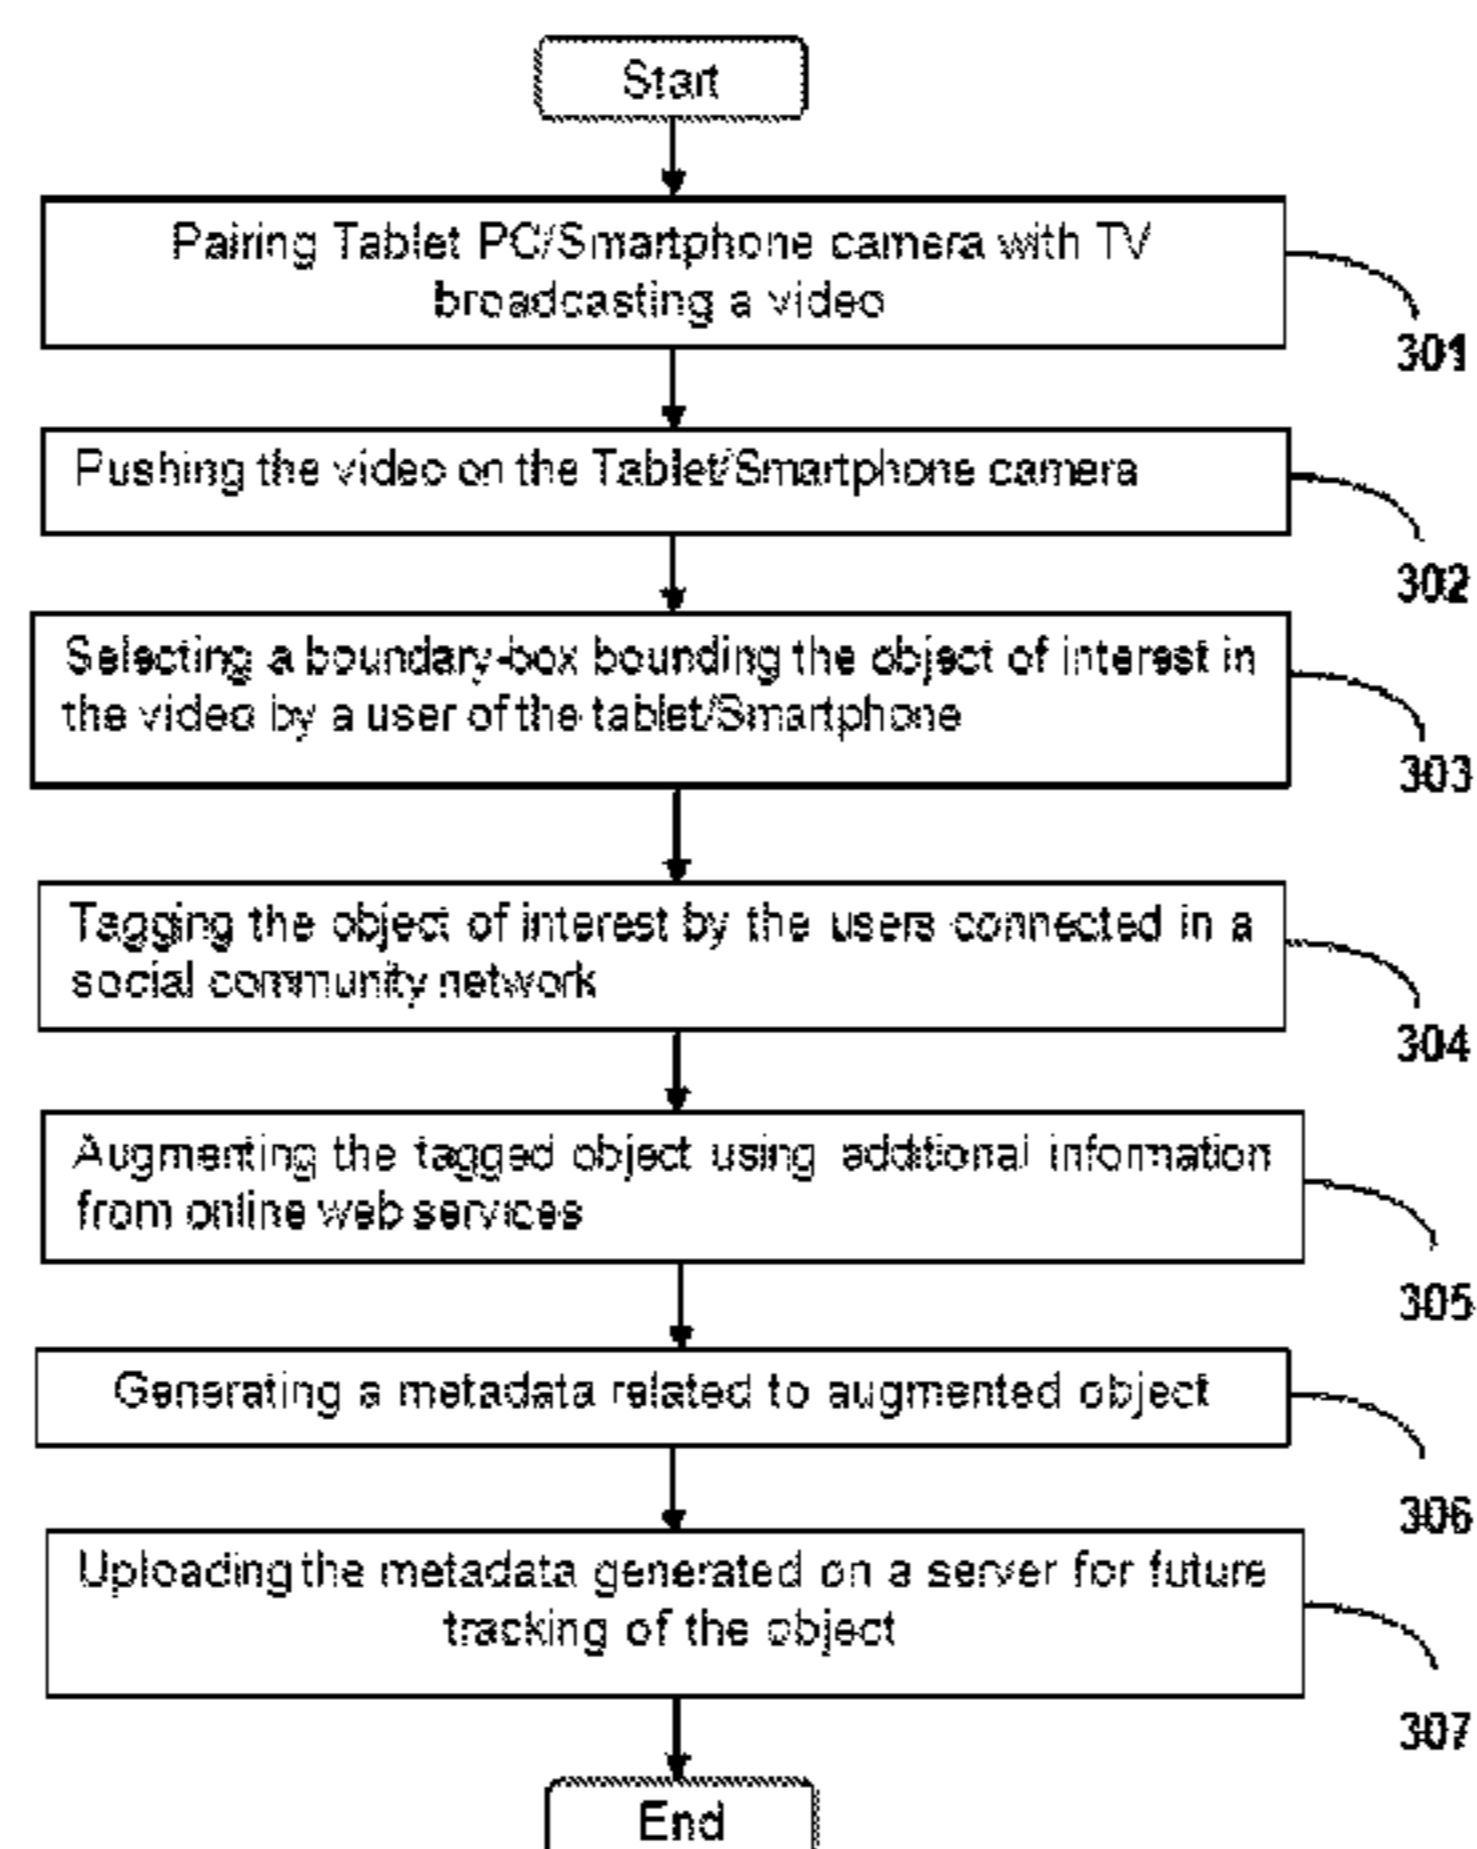 Start
Pairing Tablet PC/Smartphone camera with TV
broadcasting a video
301
Pushing the video on the Tablet/Smartphone camera
302
Selecting a boundary-box bounding the object of interest in
the video by a user of the tablet/Smartphone
303
Tagging the object of interest by the users connected in a
social community network
304
Augmenting the tagged object using additional information
from online web services
305
Generating a metadata related to augmented object
306
Uploading the metadata generated on a server for future
tracking of the object
307
End